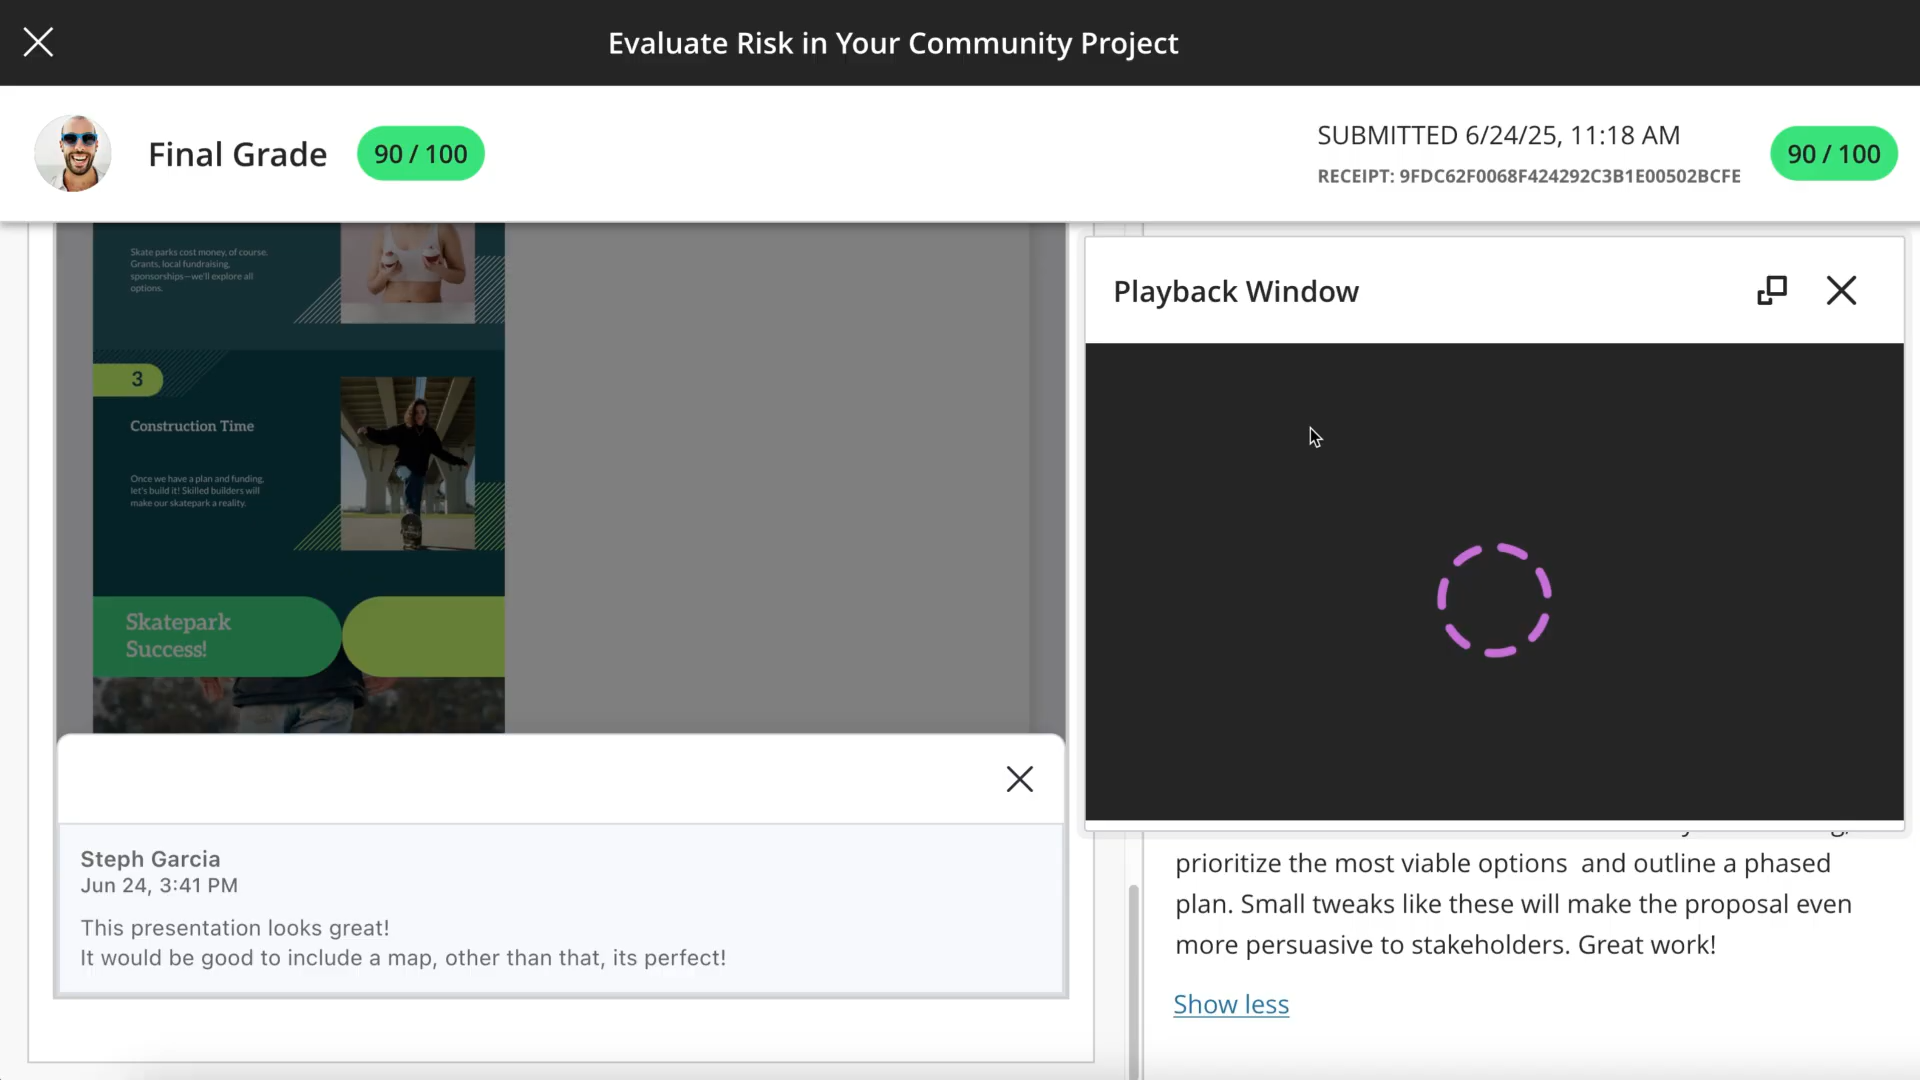 Evaluate Risk in Your Community Project
Final Grade
90 / 100
SUBMITTED 6/24/25, 11:18 AM
RECEIPT: 9FDC62F0068F424292C3B1E00502BCFE
90 / 100
Skate parks cost money, of course.
Grants, local fundraising,
sponsorships—we'll explore all
options.
3
Construction Time
Once we have a plan and funding,
let's build it! Skilled builders will
make our skatepark a reality.
Skatepark
Success!
Steph Garcia
Jun 24, 3:41 PM
This presentation looks great!
It would be good to include a map, other than that, its perfect!
Playback Window
prioritize the most viable options  and outline a phased
plan. Small tweaks like these will make the proposal even
more persuasive to stakeholders. Great work!
Show less